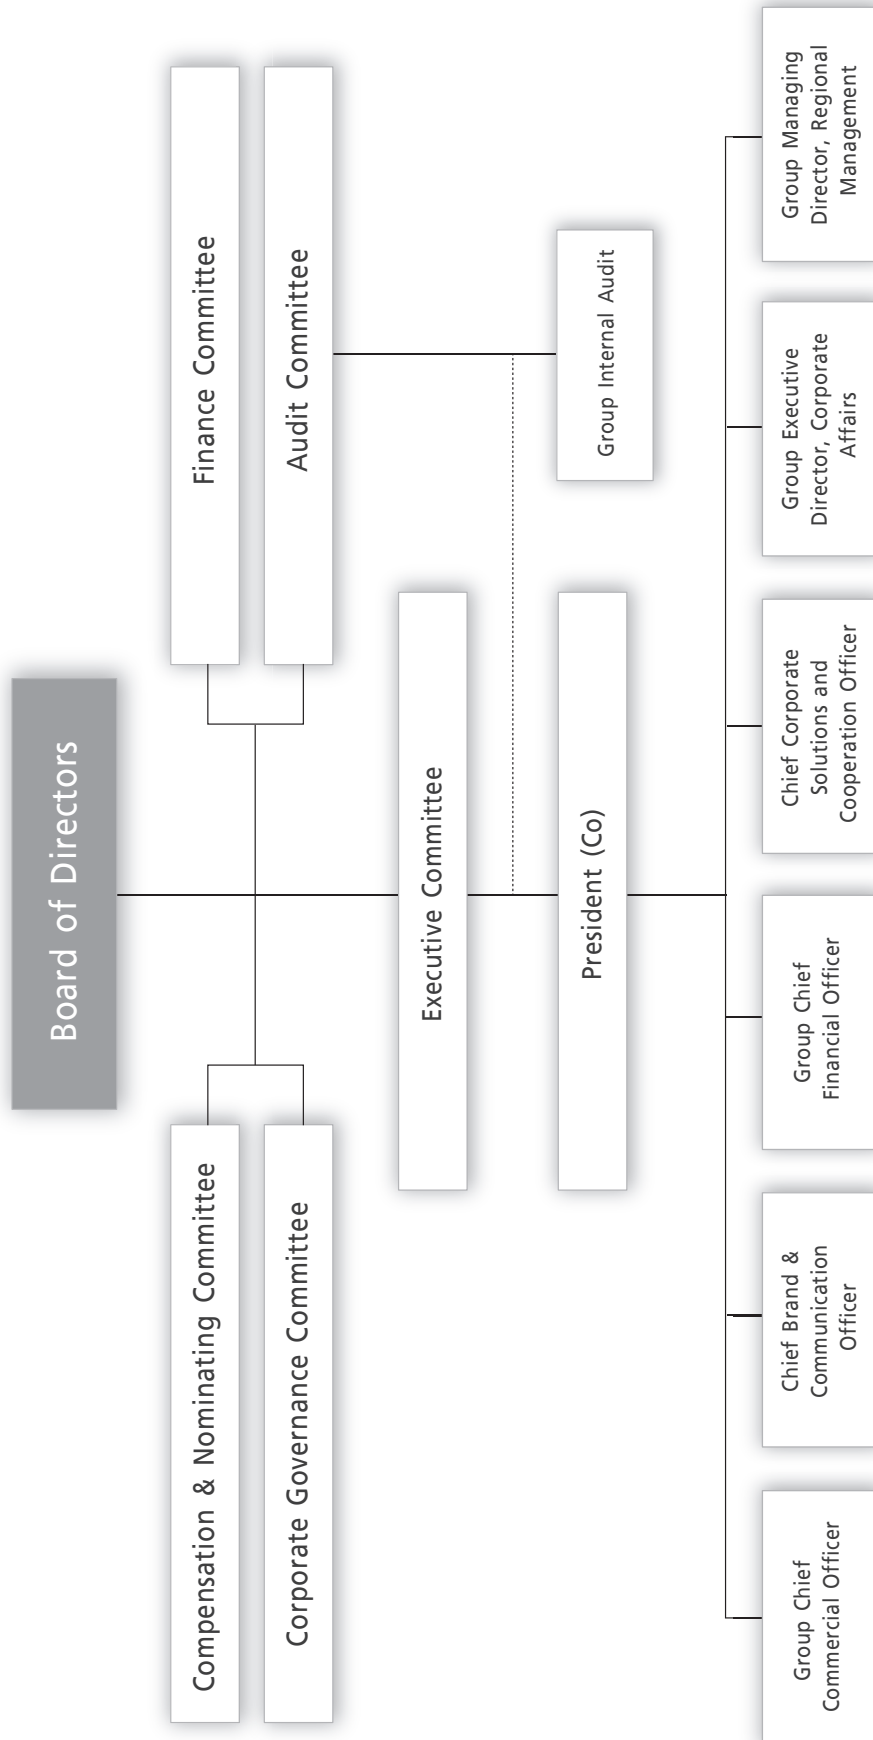 Board of Directors
Compensation & Nominating Committee
Finance Committee
Corporate Governance Committee
Audit Committee
Executive Committee
President (Co)
Group Internal Audit
Group Chief
Commercial Officer
Chief Brand &
Communication
Officer
Group Chief
Financial Officer
Chief Corporate
Solutions and
Cooperation Officer
Group Executive
Director, Corporate
Affairs
Group Managing
Director, Regional
Management